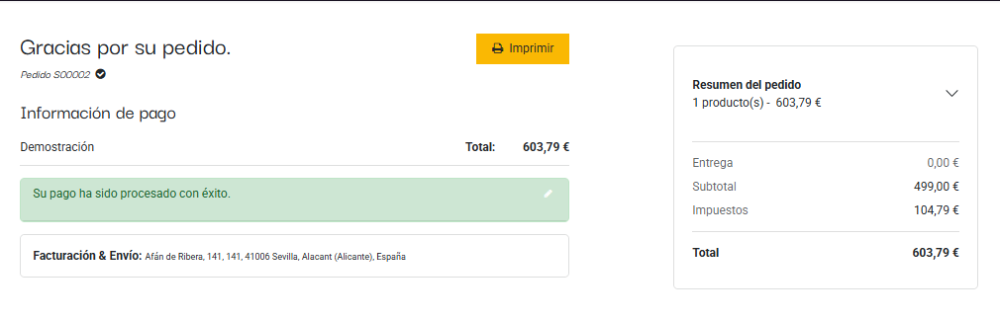 Gracias por su pedido.
Imprimir
Pedido S00002
Información de pago
Demostración Total: 603,79 €
Su pago ha sido procesado con éxito.
Facturación & Envío: Afán de Ribera, 141, 141, 41006 Sevilla, Alacant (Alicante), España
Resumen del pedido
1 producto(s) - 603,79 €
Entrega 0,00 €
Subtotal 499,00 €
Impuestos 104,79 €
Total 603,79 €